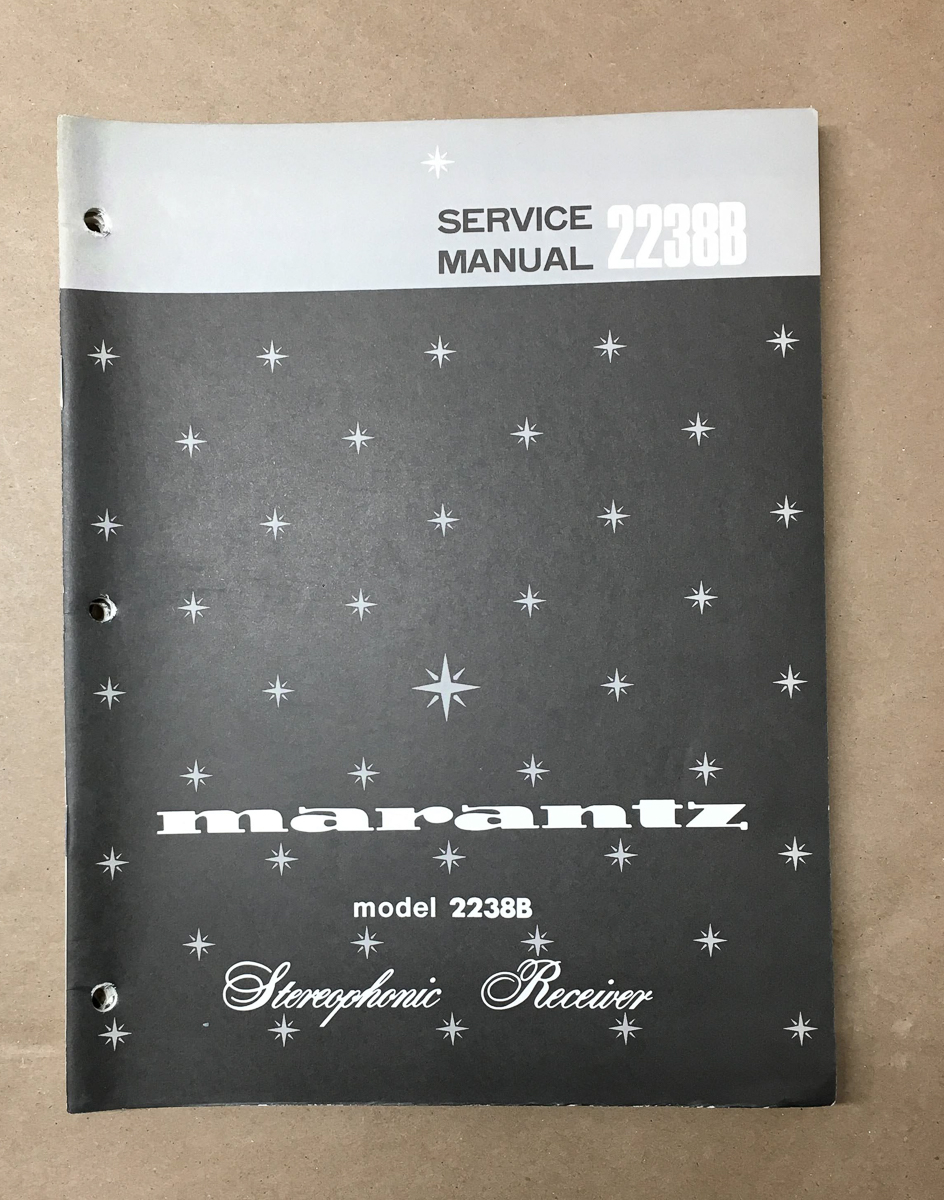 SERVICE
MANUAL 2238B
marantz
model 2238B
Stereophonic Receiver